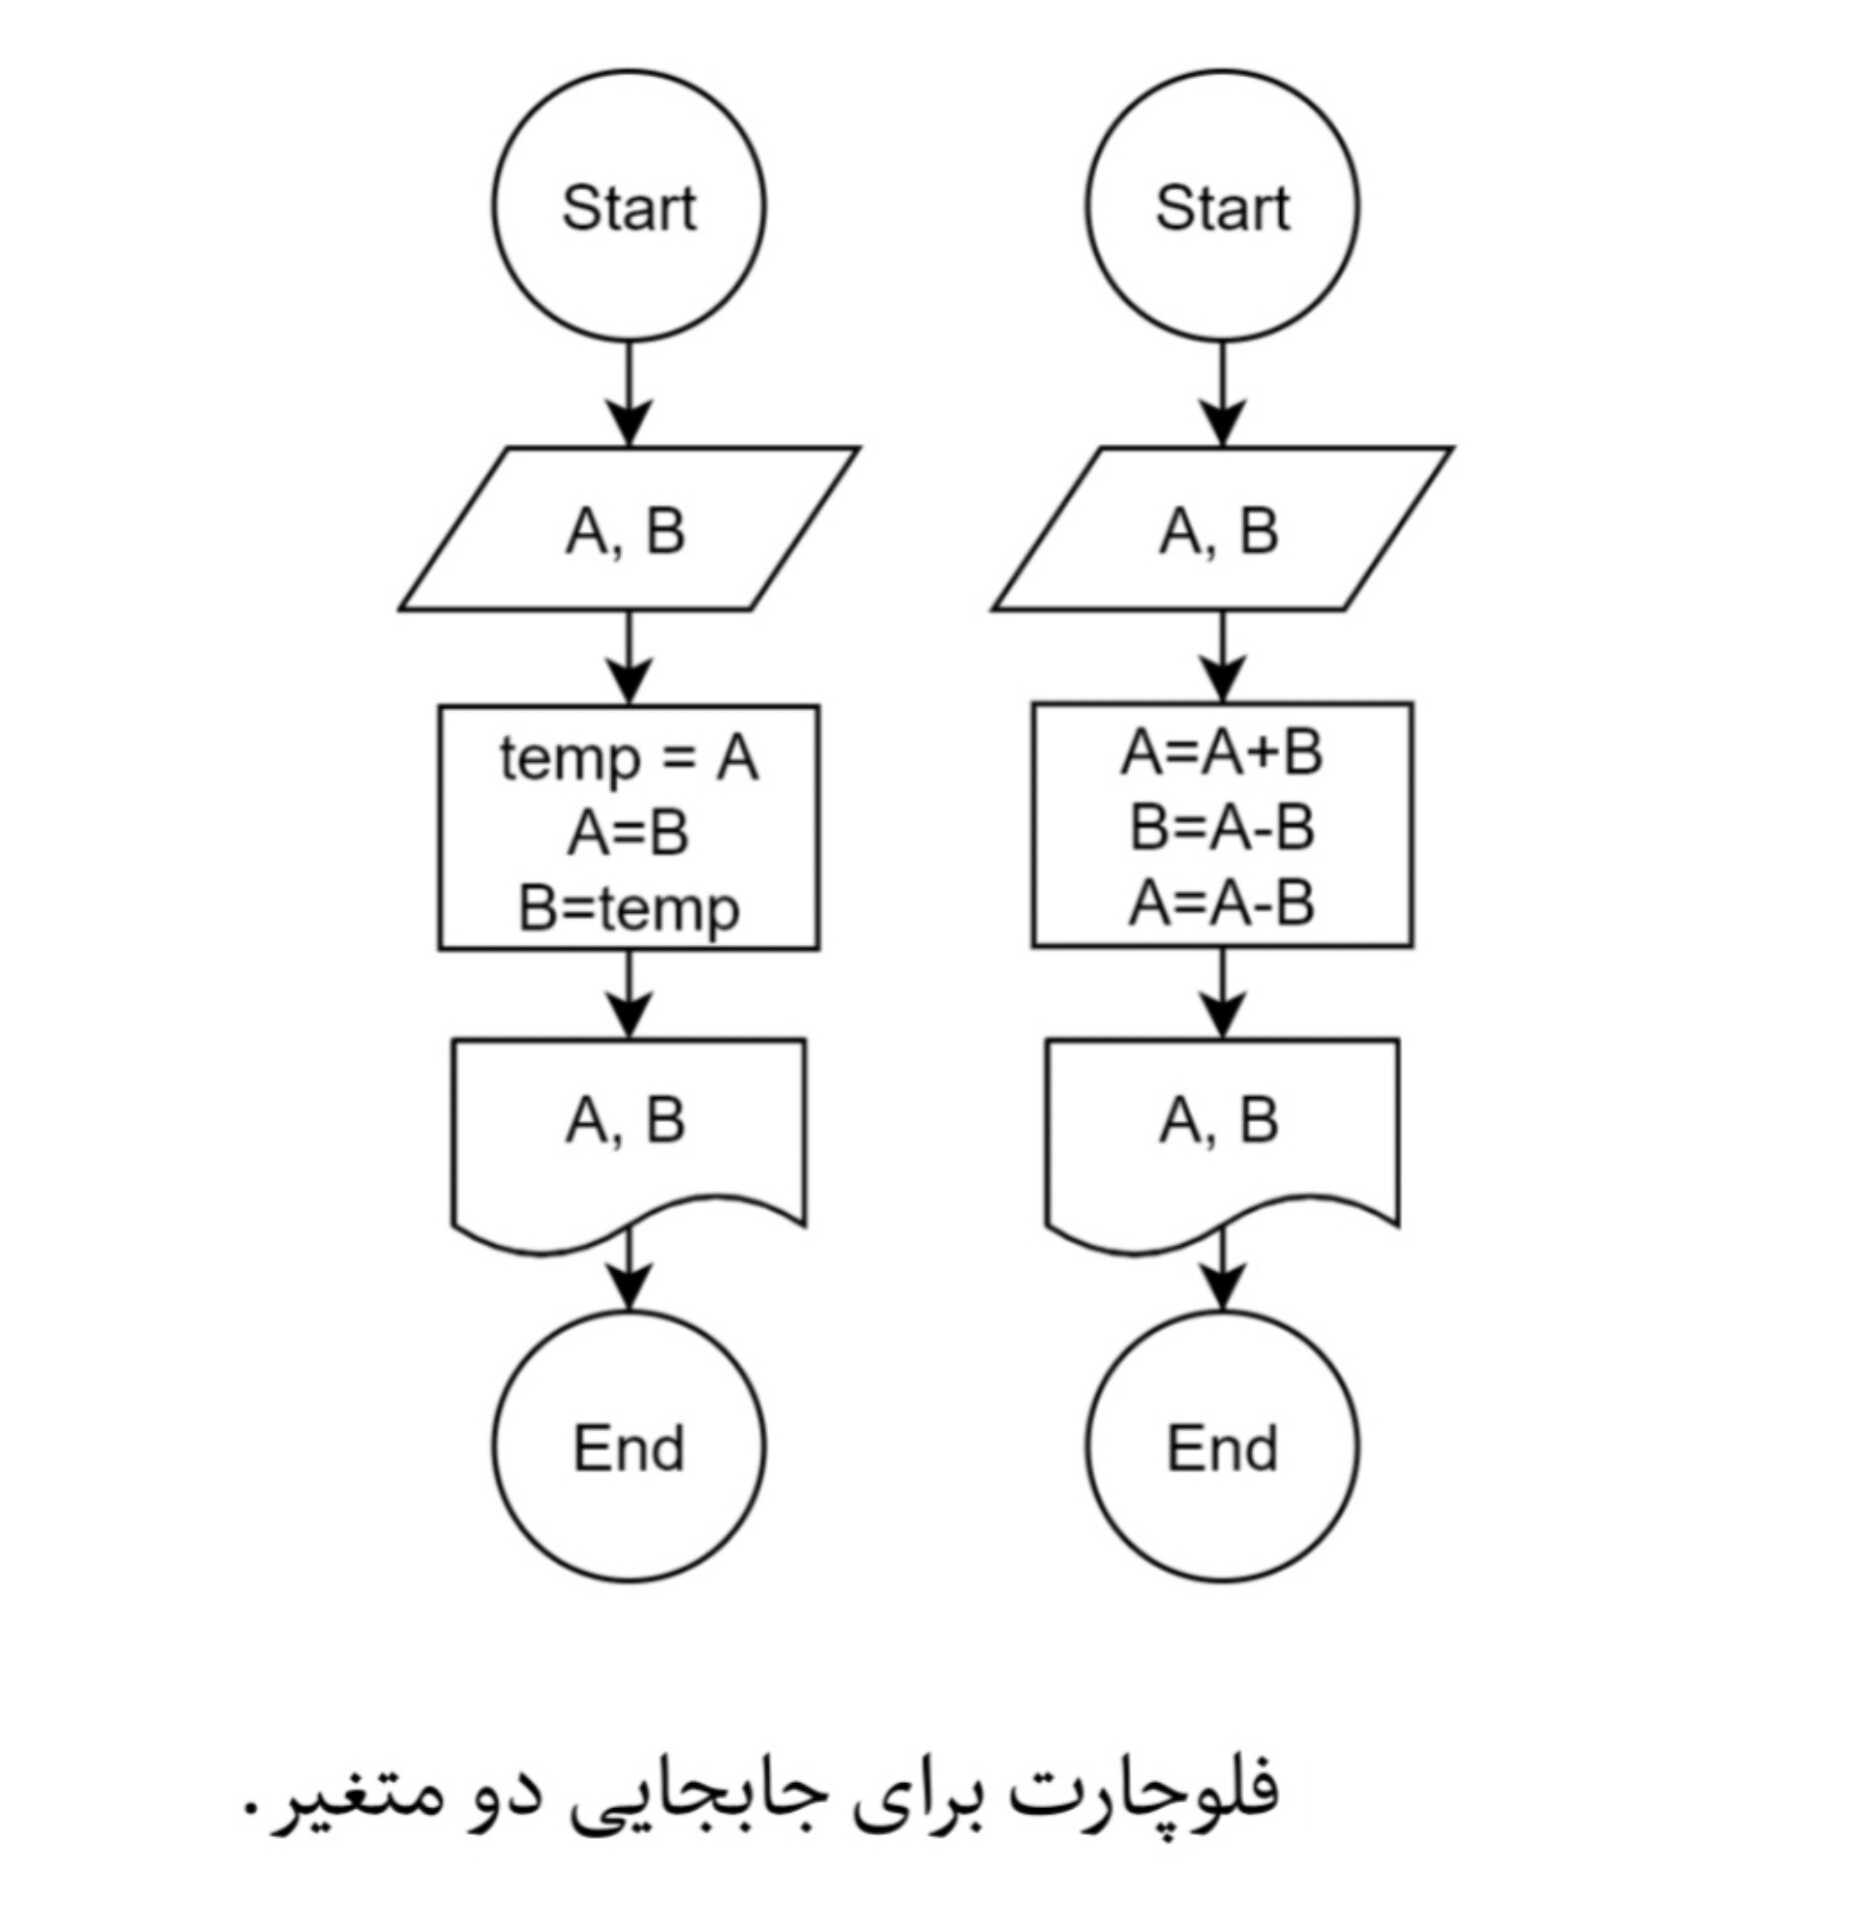 Start
A, B
temp = A
A=B
B=temp
A, B
End
Start
A, B
A=A+B
B=A-B
A=A-B
A, B
End
فلوچارت برای جابجایی دو متغیر.